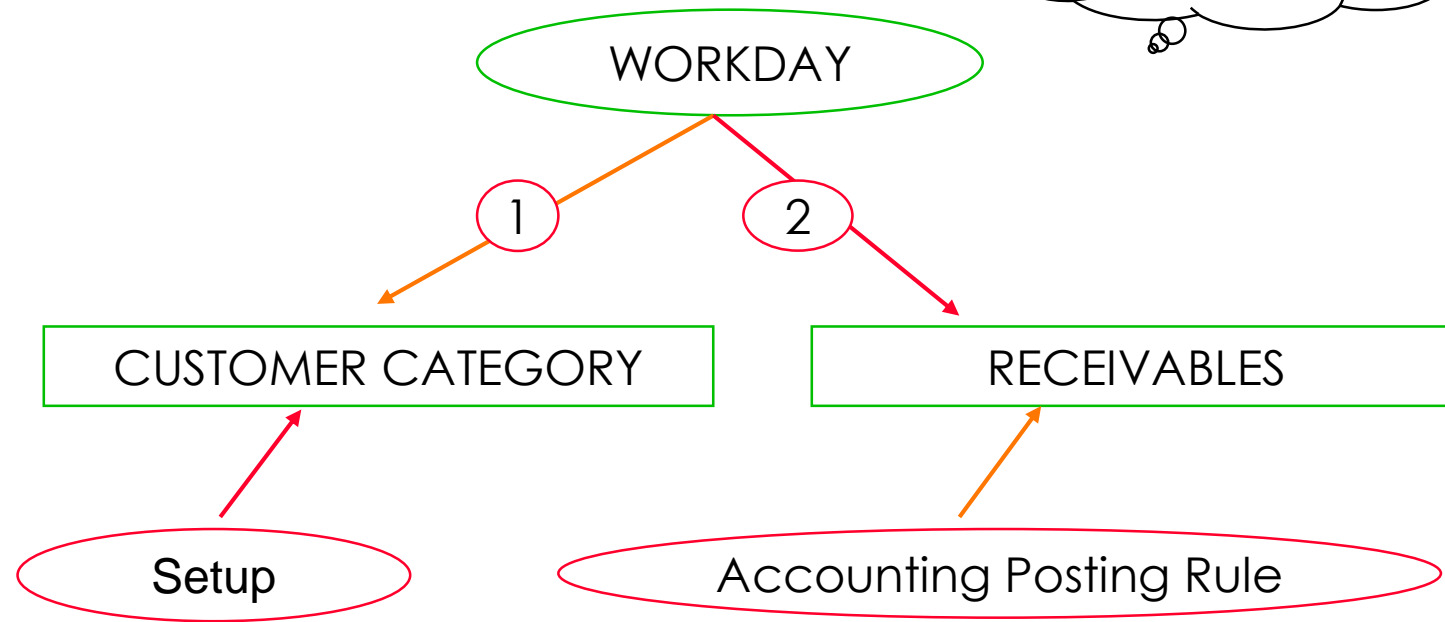 WORKDAY
1
2
CUSTOMER CATEGORY
RECEIVABLES
Setup
Accounting Posting Rule